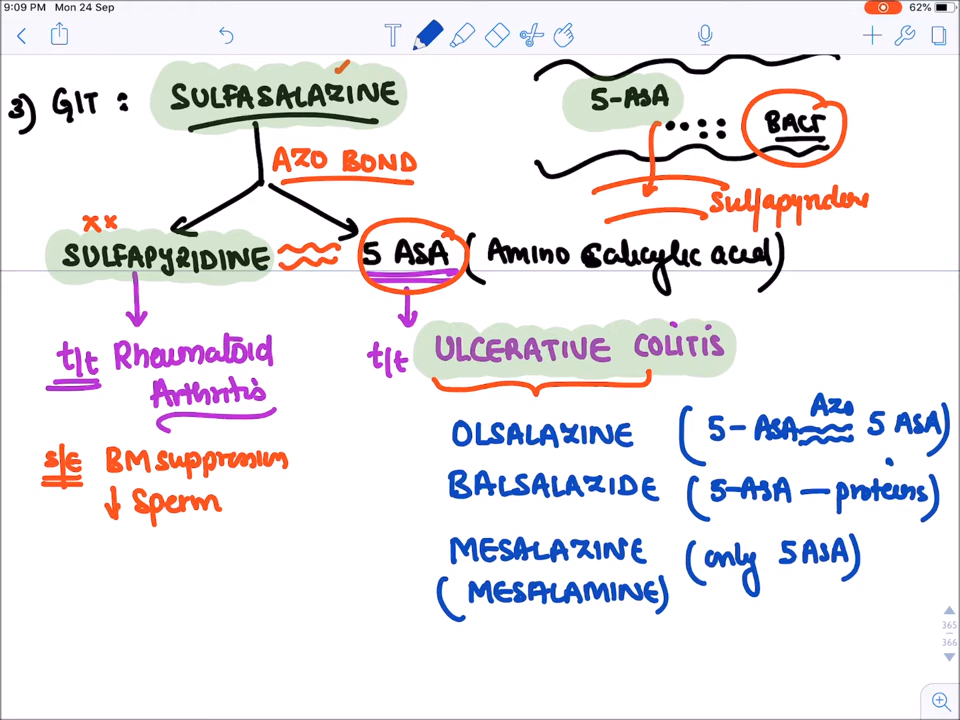 9:09 PM Mon 24 Sep
62%
3) GIT : SULFASALAZINE
5-ASA
BACT
AZO BOND
Sulfapyridine
xx
SULFAPYRIDINE
5 ASA (Amino Salicylic acid)
t/t Rheumatoid
Arthritis
t/t ULCERATIVE COLITIS
S/E BM suppression
↓ Sperm
OLSALAZINE (5-ASA Azo 5 ASA)
BALSALAZIDE (5-ASA — proteins)
MESALAZINE (only 5 ASA)
(MESALAMINE)
365
366